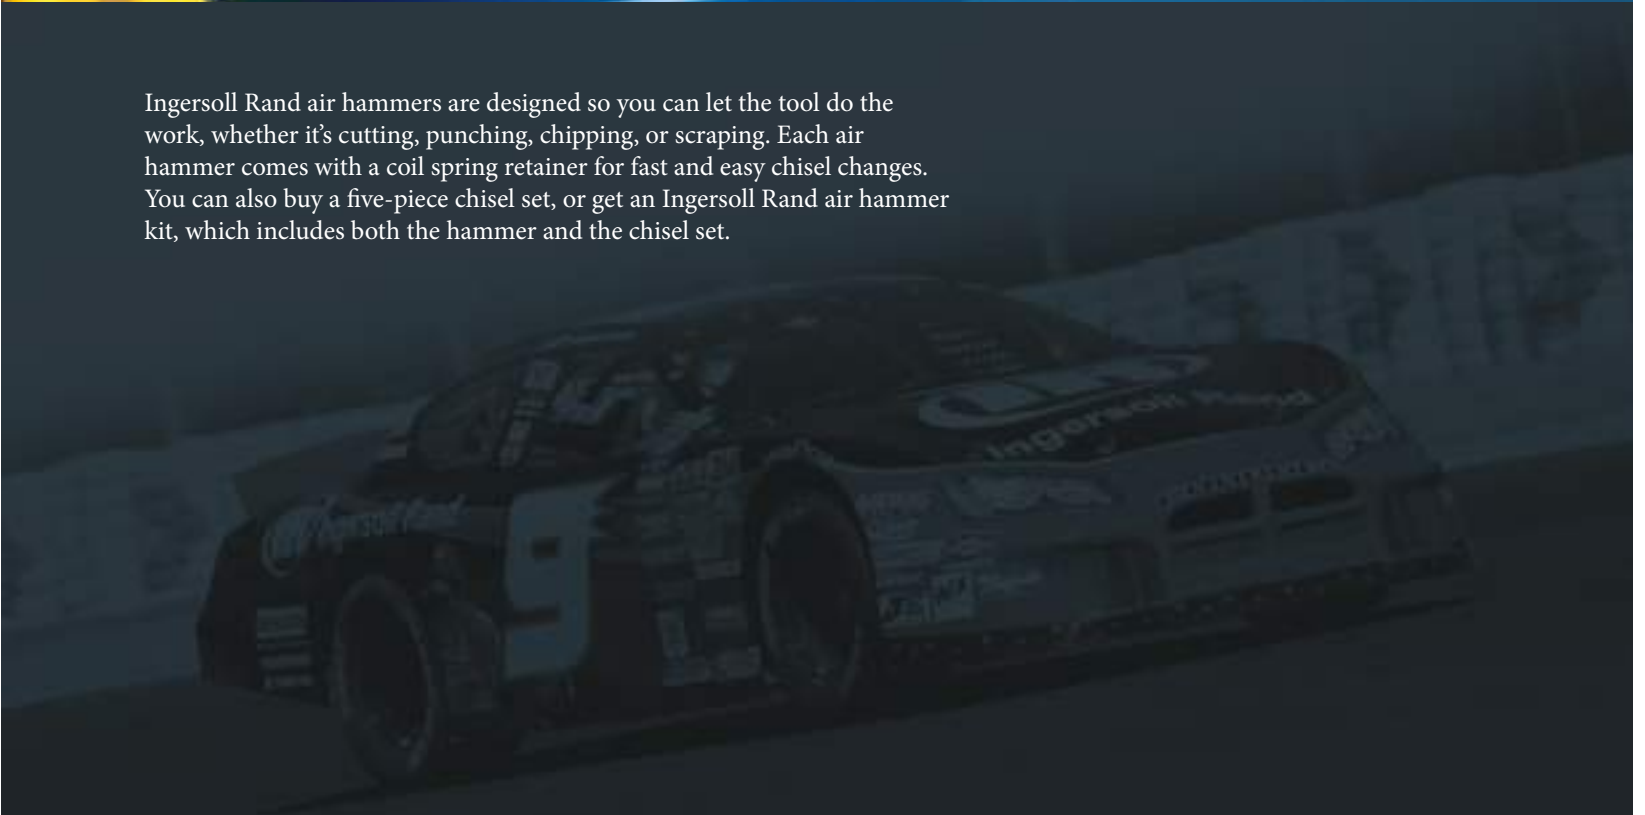 Ingersoll Rand air hammers are designed so you can let the tool do the
work, whether it’s cutting, punching, chipping, or scraping. Each air
hammer comes with a coil spring retainer for fast and easy chisel changes.
You can also buy a five-piece chisel set, or get an Ingersoll Rand air hammer
kit, which includes both the hammer and the chisel set.
Ingersoll Rand
Ingersoll Rand
9